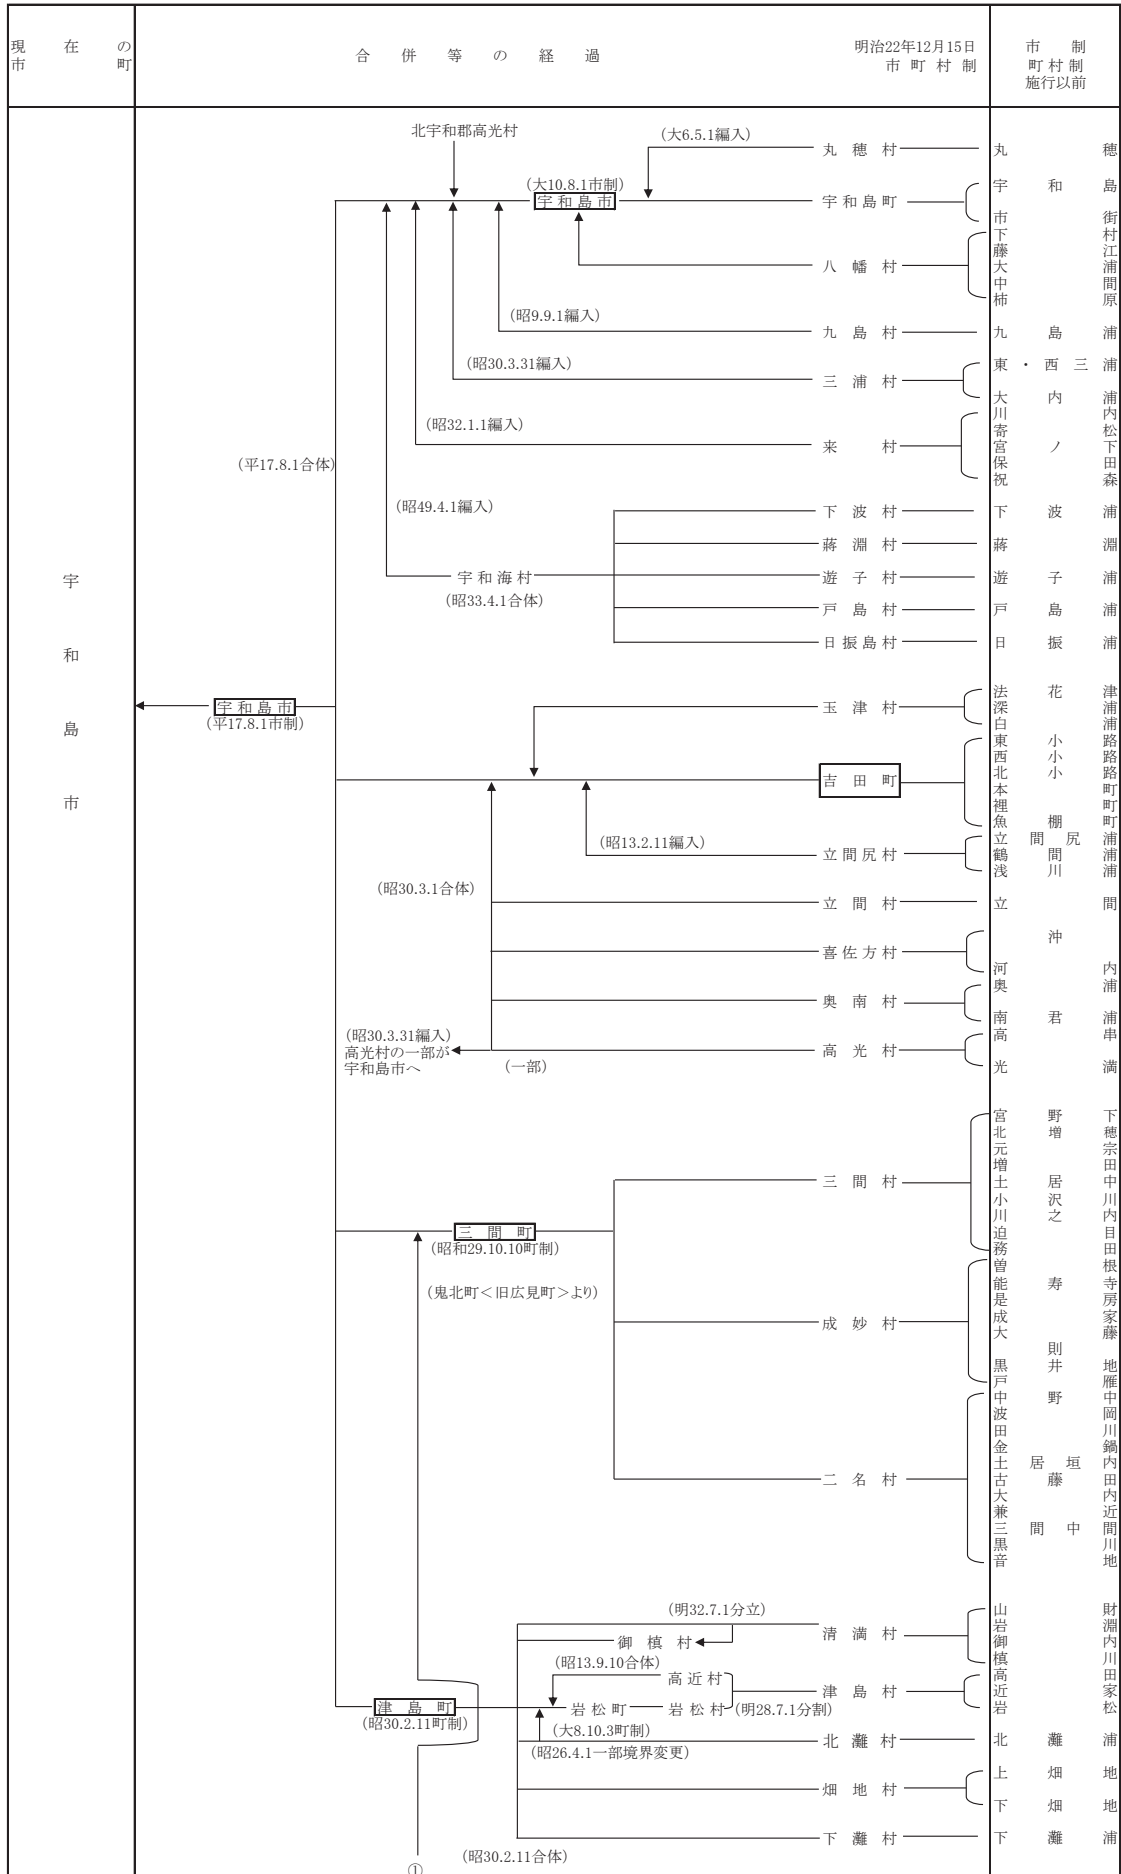 現在の市町
合併等の経過
明治22年12月15日
市町村制
市制
町村制
施行以前
宇和島市
宇和島市
(平17.8.1市制)
(平17.8.1合体)
北宇和郡高光村
(大6.5.1編入)
丸穂村
丸穂
(大10.8.1市制)
宇和島市
宇和島町
宇和島
市街
八幡村
下村
藤江
大浦
中間
柿原
(昭9.9.1編入)
九島村
九島浦
(昭30.3.31編入)
三浦村
東・西三浦
大内浦
(昭32.1.1編入)
来村
川内
寄松
宮ノ下
保田
祝森
(昭49.4.1編入)
宇和海村
(昭33.4.1合体)
下波村
下波浦
蒋淵村
蒋淵
遊子村
遊子浦
戸島村
戸島浦
日振島村
日振浦
玉津村
法花津
深浦
白浦
吉田町
東小路
西小路
北小路
本町
裡町
魚棚町
(昭13.2.11編入)
立間尻村
立間尻浦
鶴間浦
浅川浦
(昭30.3.1合体)
立間村
立間
喜佐方村
沖
河内
奥南村
奥浦
南君浦
(昭30.3.31編入)
高光村の一部が
宇和島市へ
(一部)
高光村
高串
光満
三間村
宮野下
北増穂
元宗
増田
土居中
小沢川
川之内
迫目
務田
三間町
(昭和29.10.10町制)
(鬼北町<旧広見町>より)
成妙村
曽根
能寿寺
是房
成家
大藤
則
黒井地
戸雁
二名村
中野中
波岡
田川
金銅
土居垣内
古藤田
大内
兼近
三間中間
黒川
音地
(明32.7.1分立)
御槙村
清満村
山財
岩淵
御内
槙川
(昭13.9.10合体)
高近村
津島町
(昭30.2.11町制)
岩松町
岩松村
(明28.7.1分割)
津島村
高田
近家
岩松
(大8.10.3町制)
(昭26.4.1一部境界変更)
北灘村
北灘浦
畑地村
上畑地
下畑地
下灘村
下灘浦
(昭30.2.11合体)
①